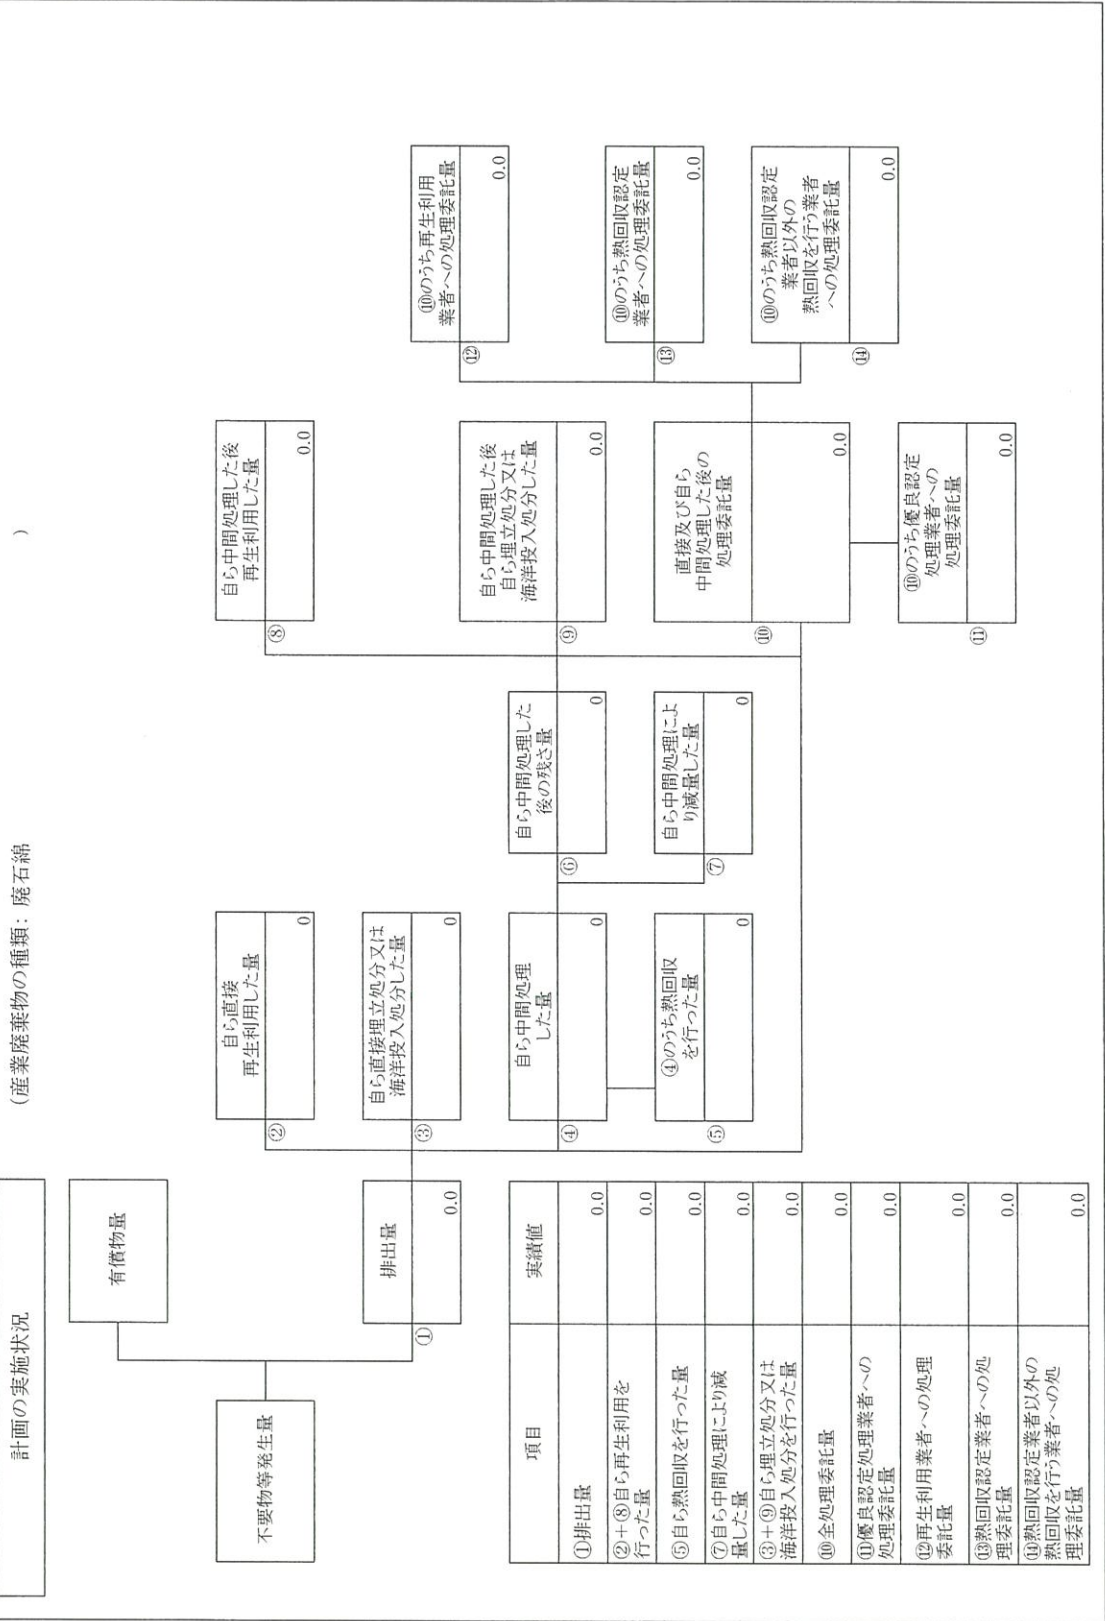 計画の実施状況
(産業廃棄物の種類: 廃石綿 )
不要物等発生量
有償物量
排出量
① 0.0
自ら直接
再生利用した量
② 0
自ら直接埋立処分又は
海洋投入処分した量
③ 0
自ら中間処理
した量
④ 0
④のうち熱回収
を行った量
⑤ 0
自ら中間処理した
後の残さ量
⑥ 0
自ら中間処理によ
り減量した量
⑦ 0
自ら中間処理した後
再生利用した量
⑧ 0.0
自ら中間処理した後
自ら埋立処分又は
海洋投入処分した量
⑨ 0.0
直接及び自ら
中間処理した後の
処理委託量
⑩ 0.0
⑩のうち優良認定
処理業者への
処理委託量
⑪ 0.0
⑩のうち再生利用
業者への処理委託量
⑫ 0.0
⑩のうち熱回収認定
業者への処理委託量
⑬ 0.0
⑩のうち熱回収認定
業者以外の
熱回収を行う業者
への処理委託量
⑭ 0.0
項目 実績値
①排出量 0.0
②+⑧自ら再生利用を
行った量 0.0
⑤自ら熱回収を行った量 0.0
⑦自ら中間処理により減
量した量 0.0
③+⑨自ら埋立処分又は
海洋投入処分を行った量 0.0
⑩全処理委託量 0.0
⑪優良認定処理業者への
処理委託量 0.0
⑫再生利用業者への処理
委託量 0.0
⑬熱回収認定業者への処
理委託量 0.0
⑭熱回収認定業者以外の
熱回収を行う業者への処
理委託量 0.0